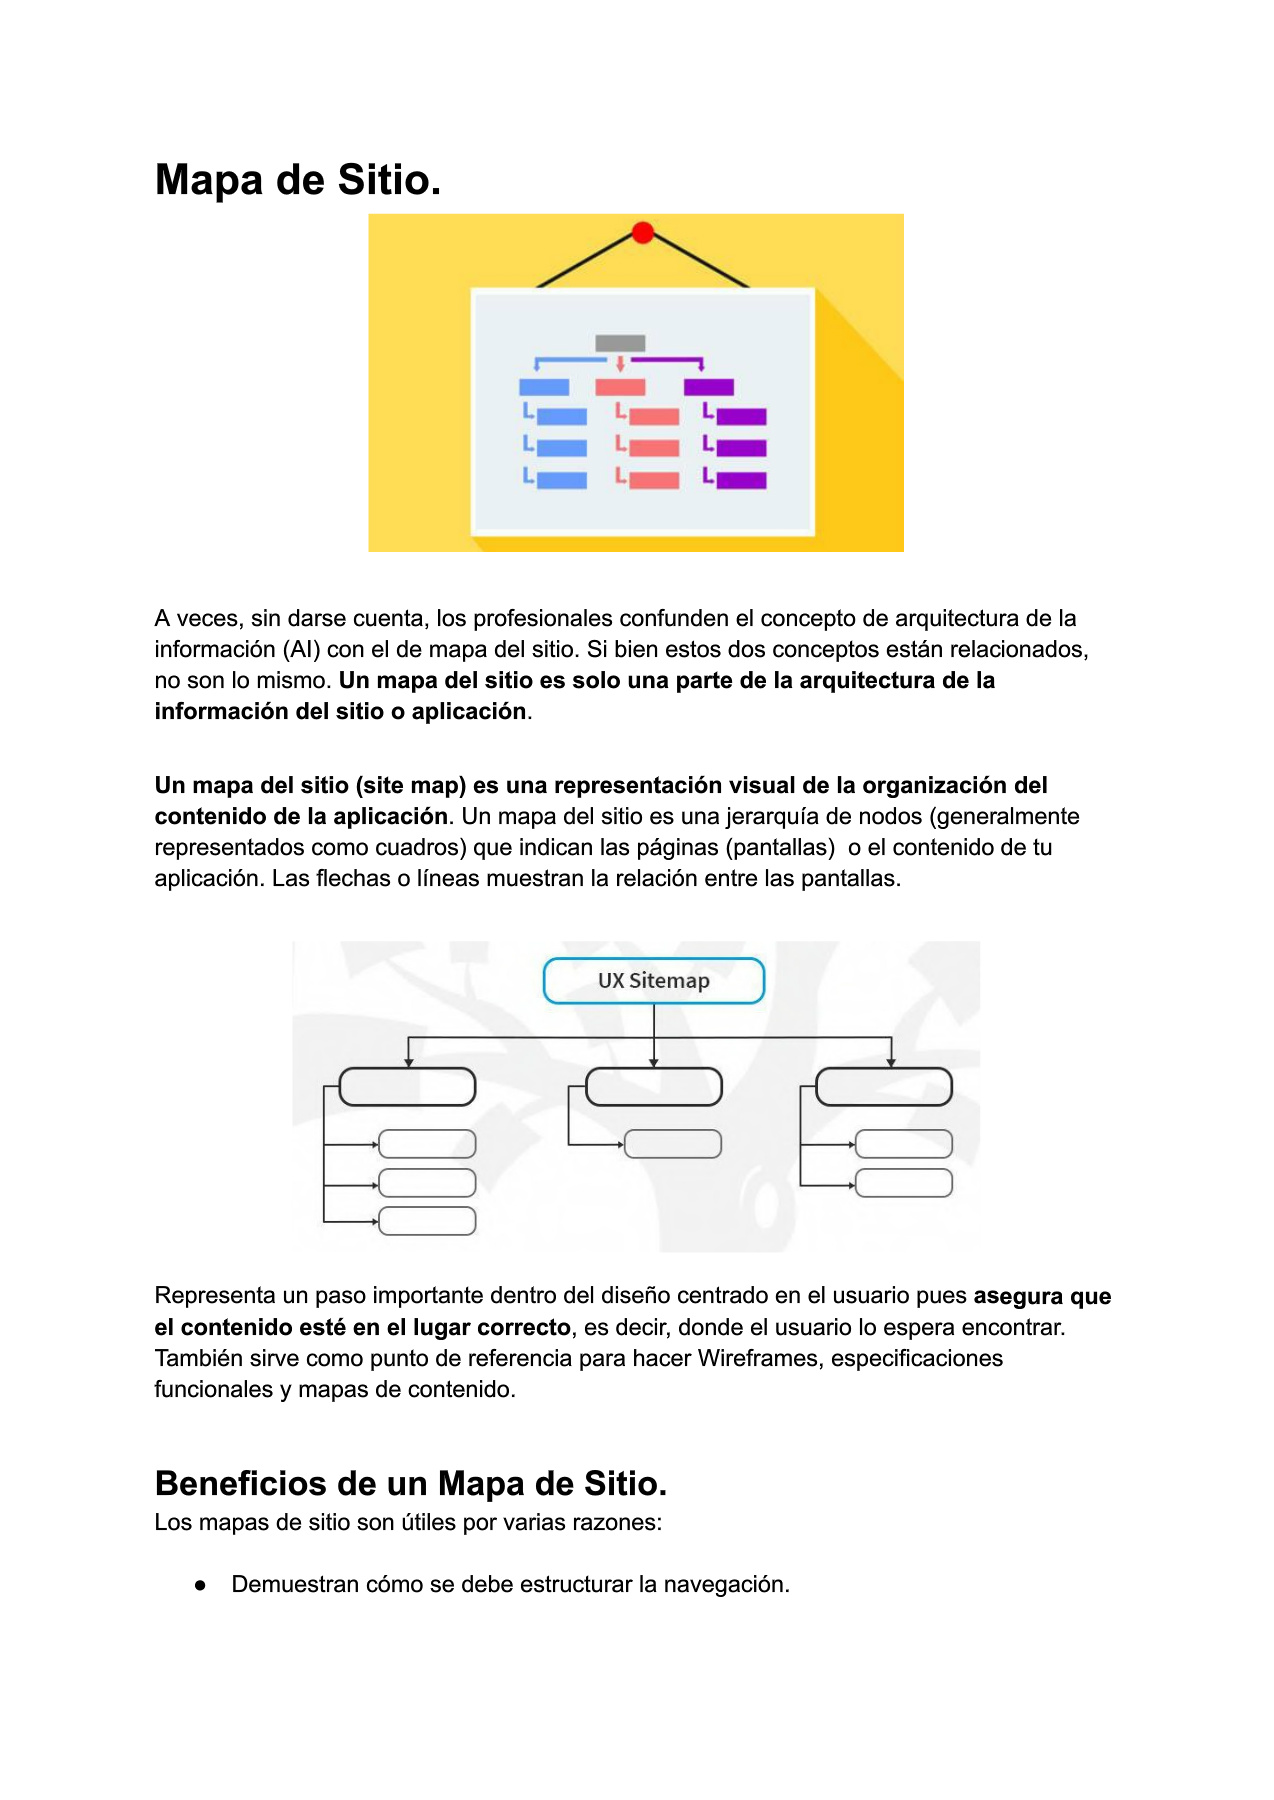 Mapa de Sitio.
A veces, sin darse cuenta, los profesionales confunden el concepto de arquitectura de la
información (AI) con el de mapa del sitio. Si bien estos dos conceptos están relacionados,
no son lo mismo. Un mapa del sitio es solo una parte de la arquitectura de la
información del sitio o aplicación.
Un mapa del sitio (site map) es una representación visual de la organización del
contenido de la aplicación. Un mapa del sitio es una jerarquía de nodos (generalmente
representados como cuadros) que indican las páginas (pantallas)  o el contenido de tu
aplicación. Las flechas o líneas muestran la relación entre las pantallas.
UX Sitemap
Representa un paso importante dentro del diseño centrado en el usuario pues asegura que
el contenido esté en el lugar correcto, es decir, donde el usuario lo espera encontrar.
También sirve como punto de referencia para hacer Wireframes, especificaciones
funcionales y mapas de contenido.
Beneficios de un Mapa de Sitio.
Los mapas de sitio son útiles por varias razones:
● Demuestran cómo se debe estructurar la navegación.